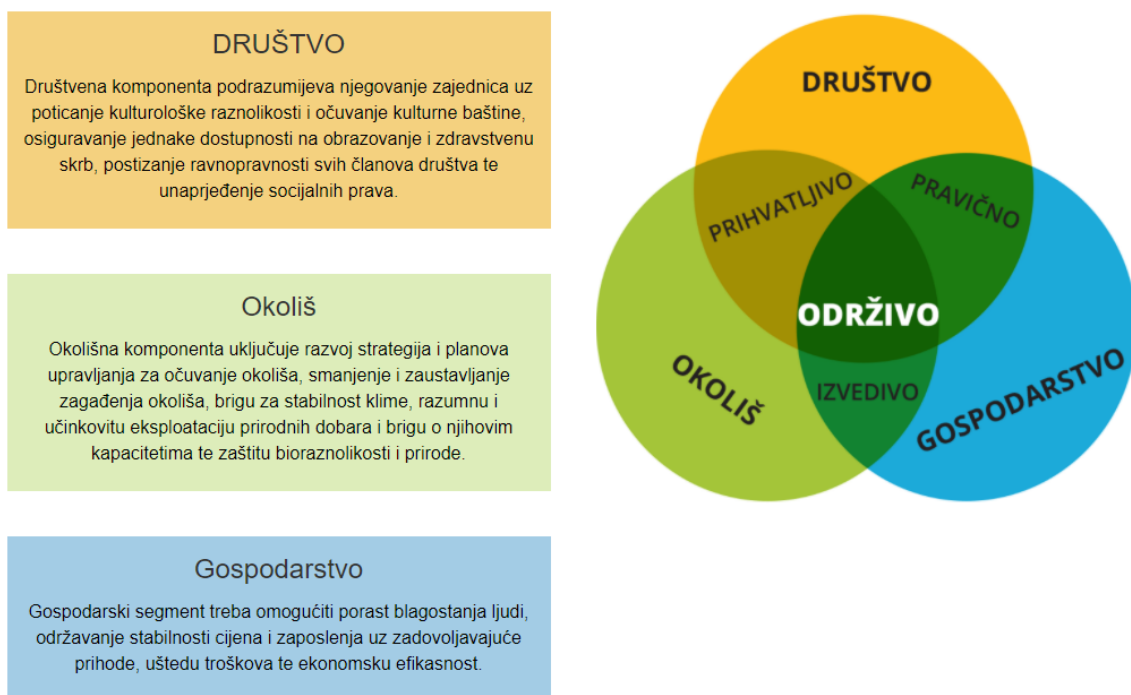 DRUŠTVO
Društvena komponenta podrazumijeva njegovanje zajednica uz
poticanje kulturološke raznolikosti i očuvanje kulturne baštine,
osiguravanje jednake dostupnosti na obrazovanje i zdravstvenu
skrb, postizanje ravnopravnosti svih članova društva te
unaprjeđenje socijalnih prava.
Okoliš
Okolišna komponenta uključuje razvoj strategija i planova
upravljanja za očuvanje okoliša, smanjenje i zaustavljanje
zagađenja okoliša, brigu za stabilnost klime, razumnu i
učinkovitu eksploataciju prirodnih dobara i brigu o njihovim
kapacitetima te zaštitu bioraznolikosti i prirode.
Gospodarstvo
Gospodarski segment treba omogućiti porast blagostanja ljudi,
održavanje stabilnosti cijena i zaposlenja uz zadovoljavajuće
prihode, uštedu troškova te ekonomsku efikasnost.
DRUŠTVO
PRIHVATLJIVO
PRAVIČNO
ODRŽIVO
OKOLIŠ
IZVEDIVO
GOSPODARSTVO